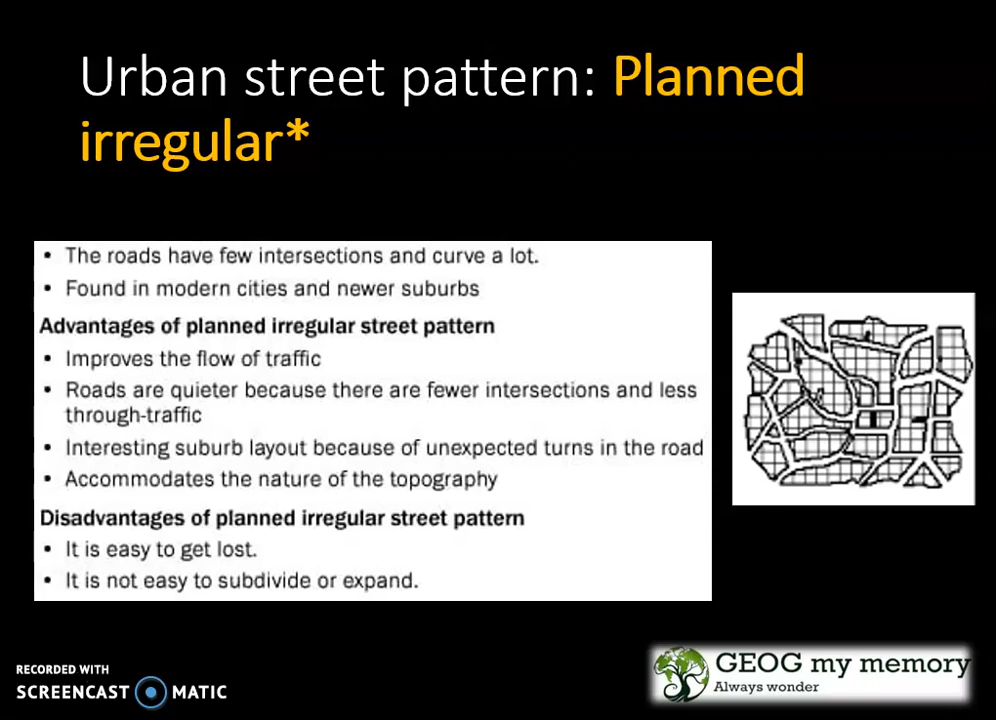 Urban street pattern: Planned
irregular*
• The roads have few intersections and curve a lot.
• Found in modern cities and newer suburbs
Advantages of planned irregular street pattern
• Improves the flow of traffic
• Roads are quieter because there are fewer intersections and less
through-traffic
• Interesting suburb layout because of unexpected turns in the road
• Accommodates the nature of the topography
Disadvantages of planned irregular street pattern
• It is easy to get lost.
• It is not easy to subdivide or expand.
RECORDED WITH
SCREENCAST MATIC
GEOG my memory
Always wonder